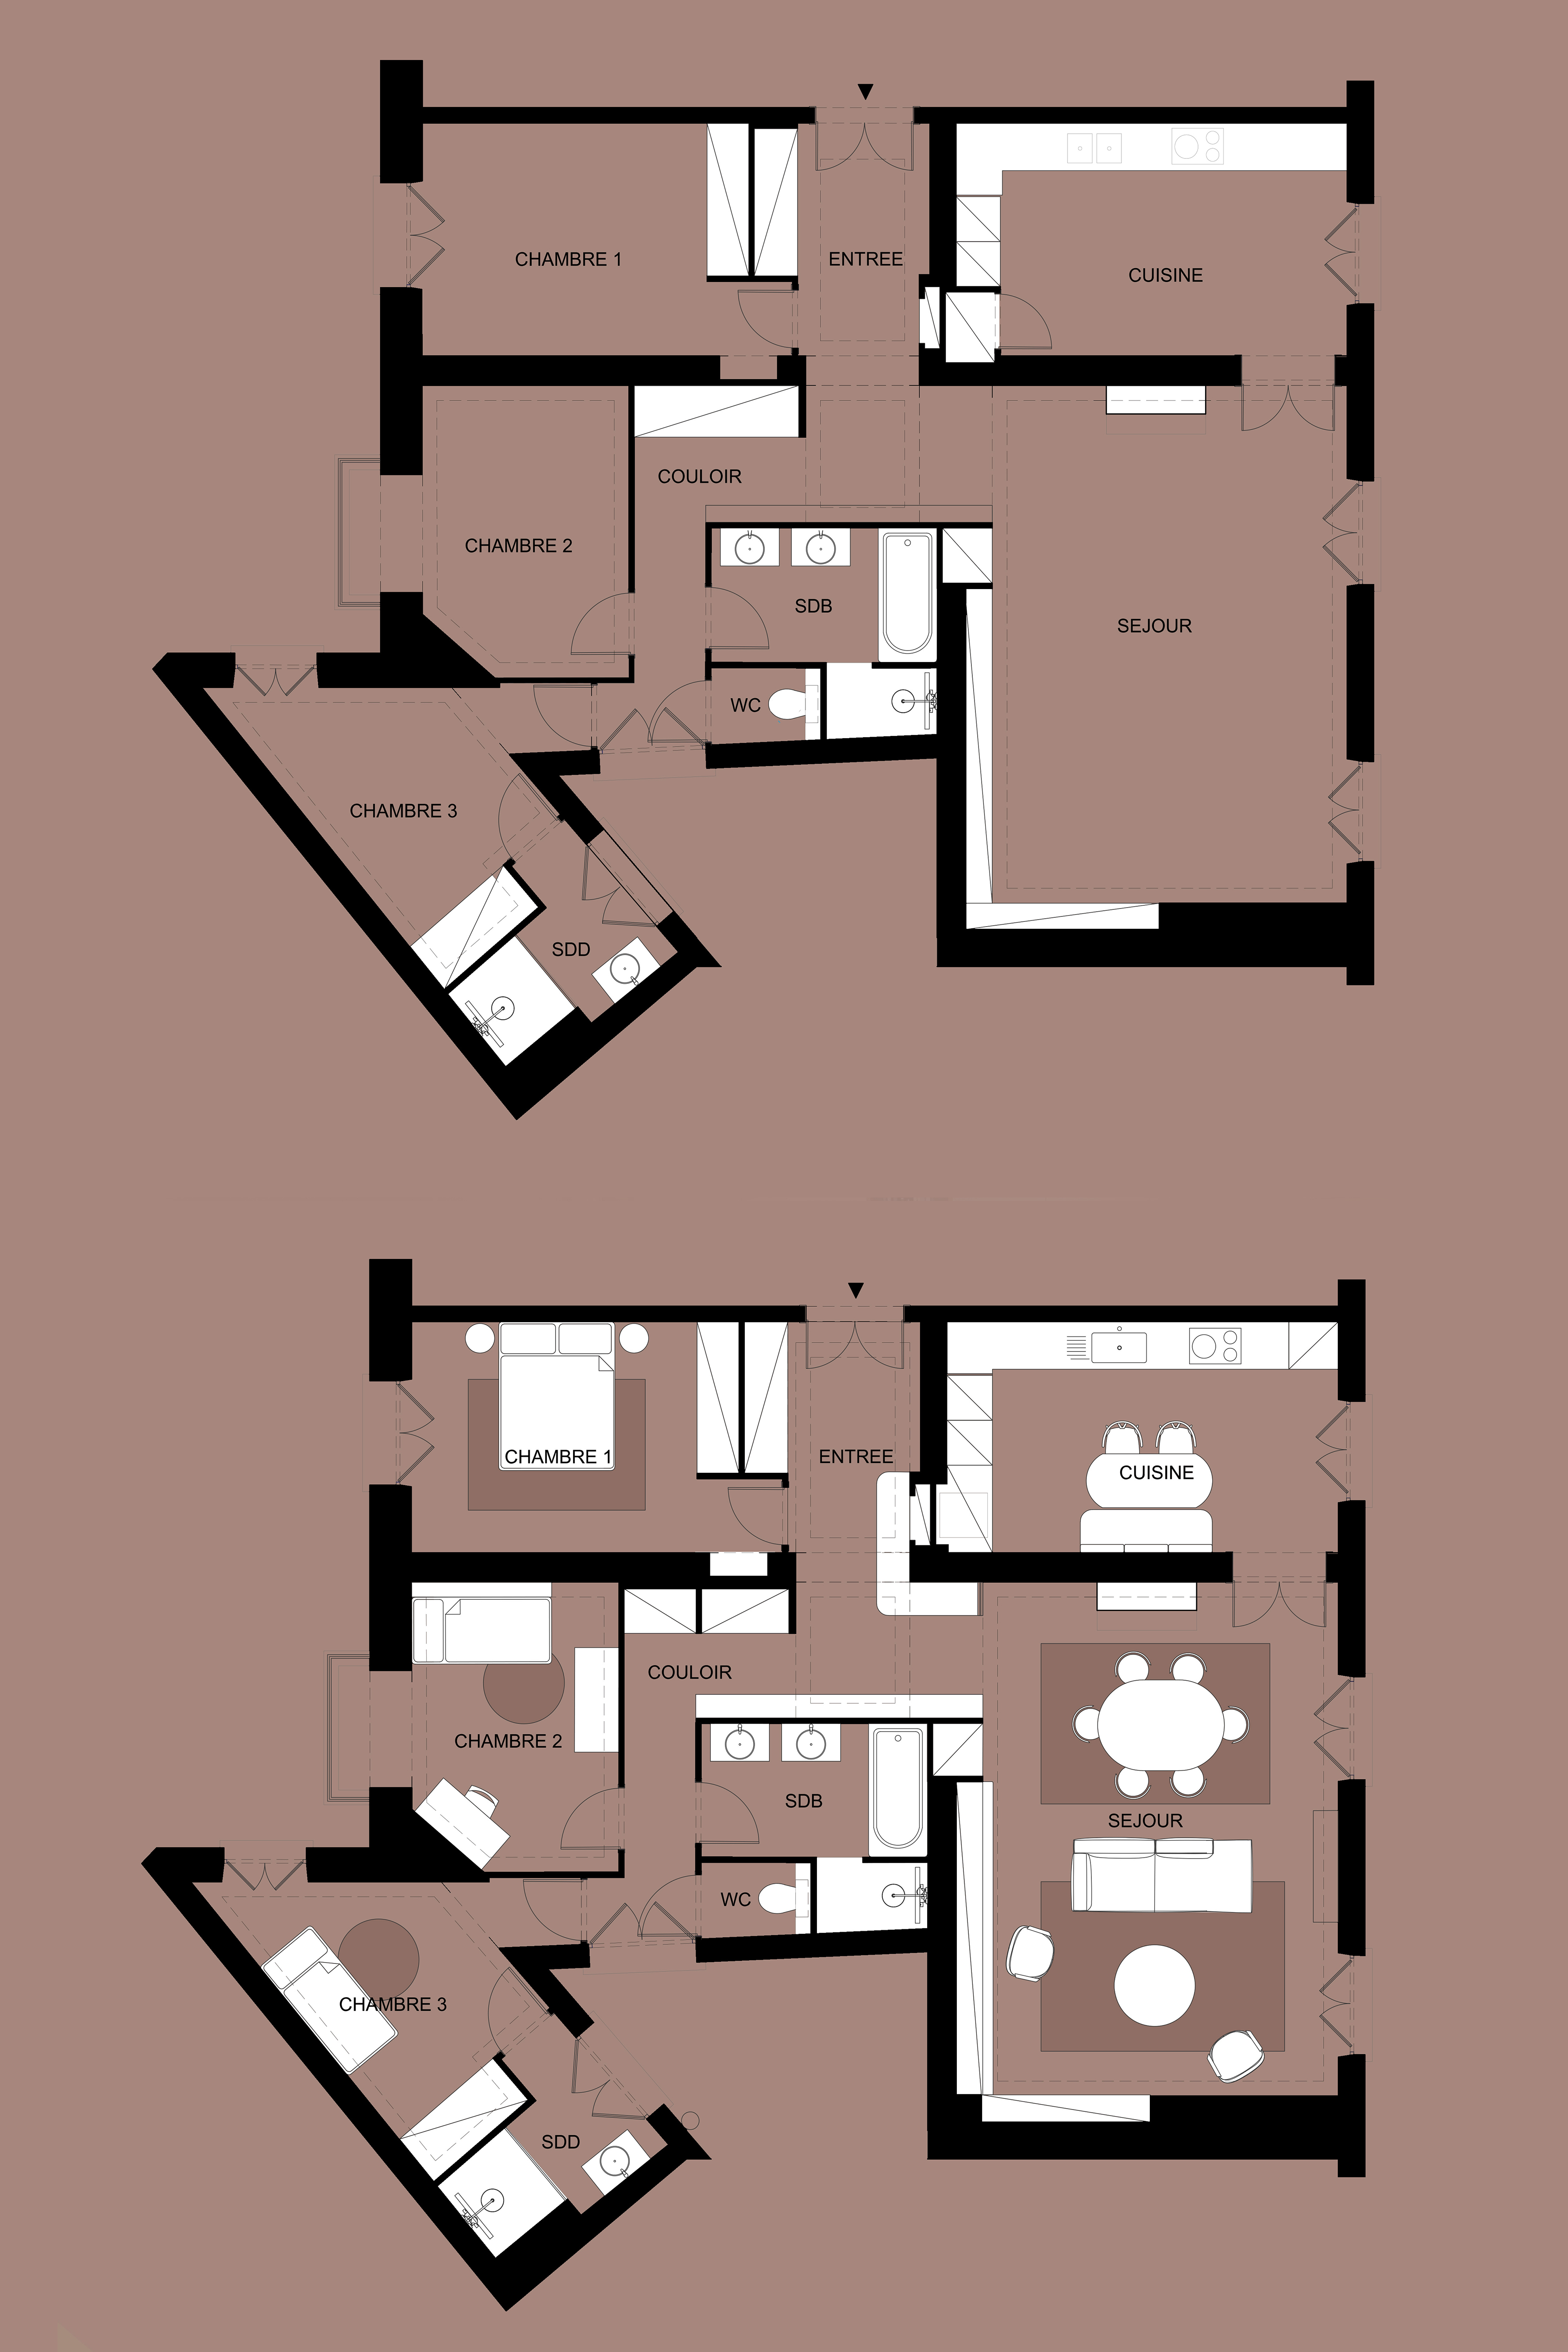 CHAMBRE 1
ENTREE
CUISINE
COULOIR
CHAMBRE 2
SDB
SEJOUR
WC
CHAMBRE 3
SDD
CHAMBRE 1
ENTREE
CUISINE
COULOIR
CHAMBRE 2
SDB
SEJOUR
WC
CHAMBRE 3
SDD